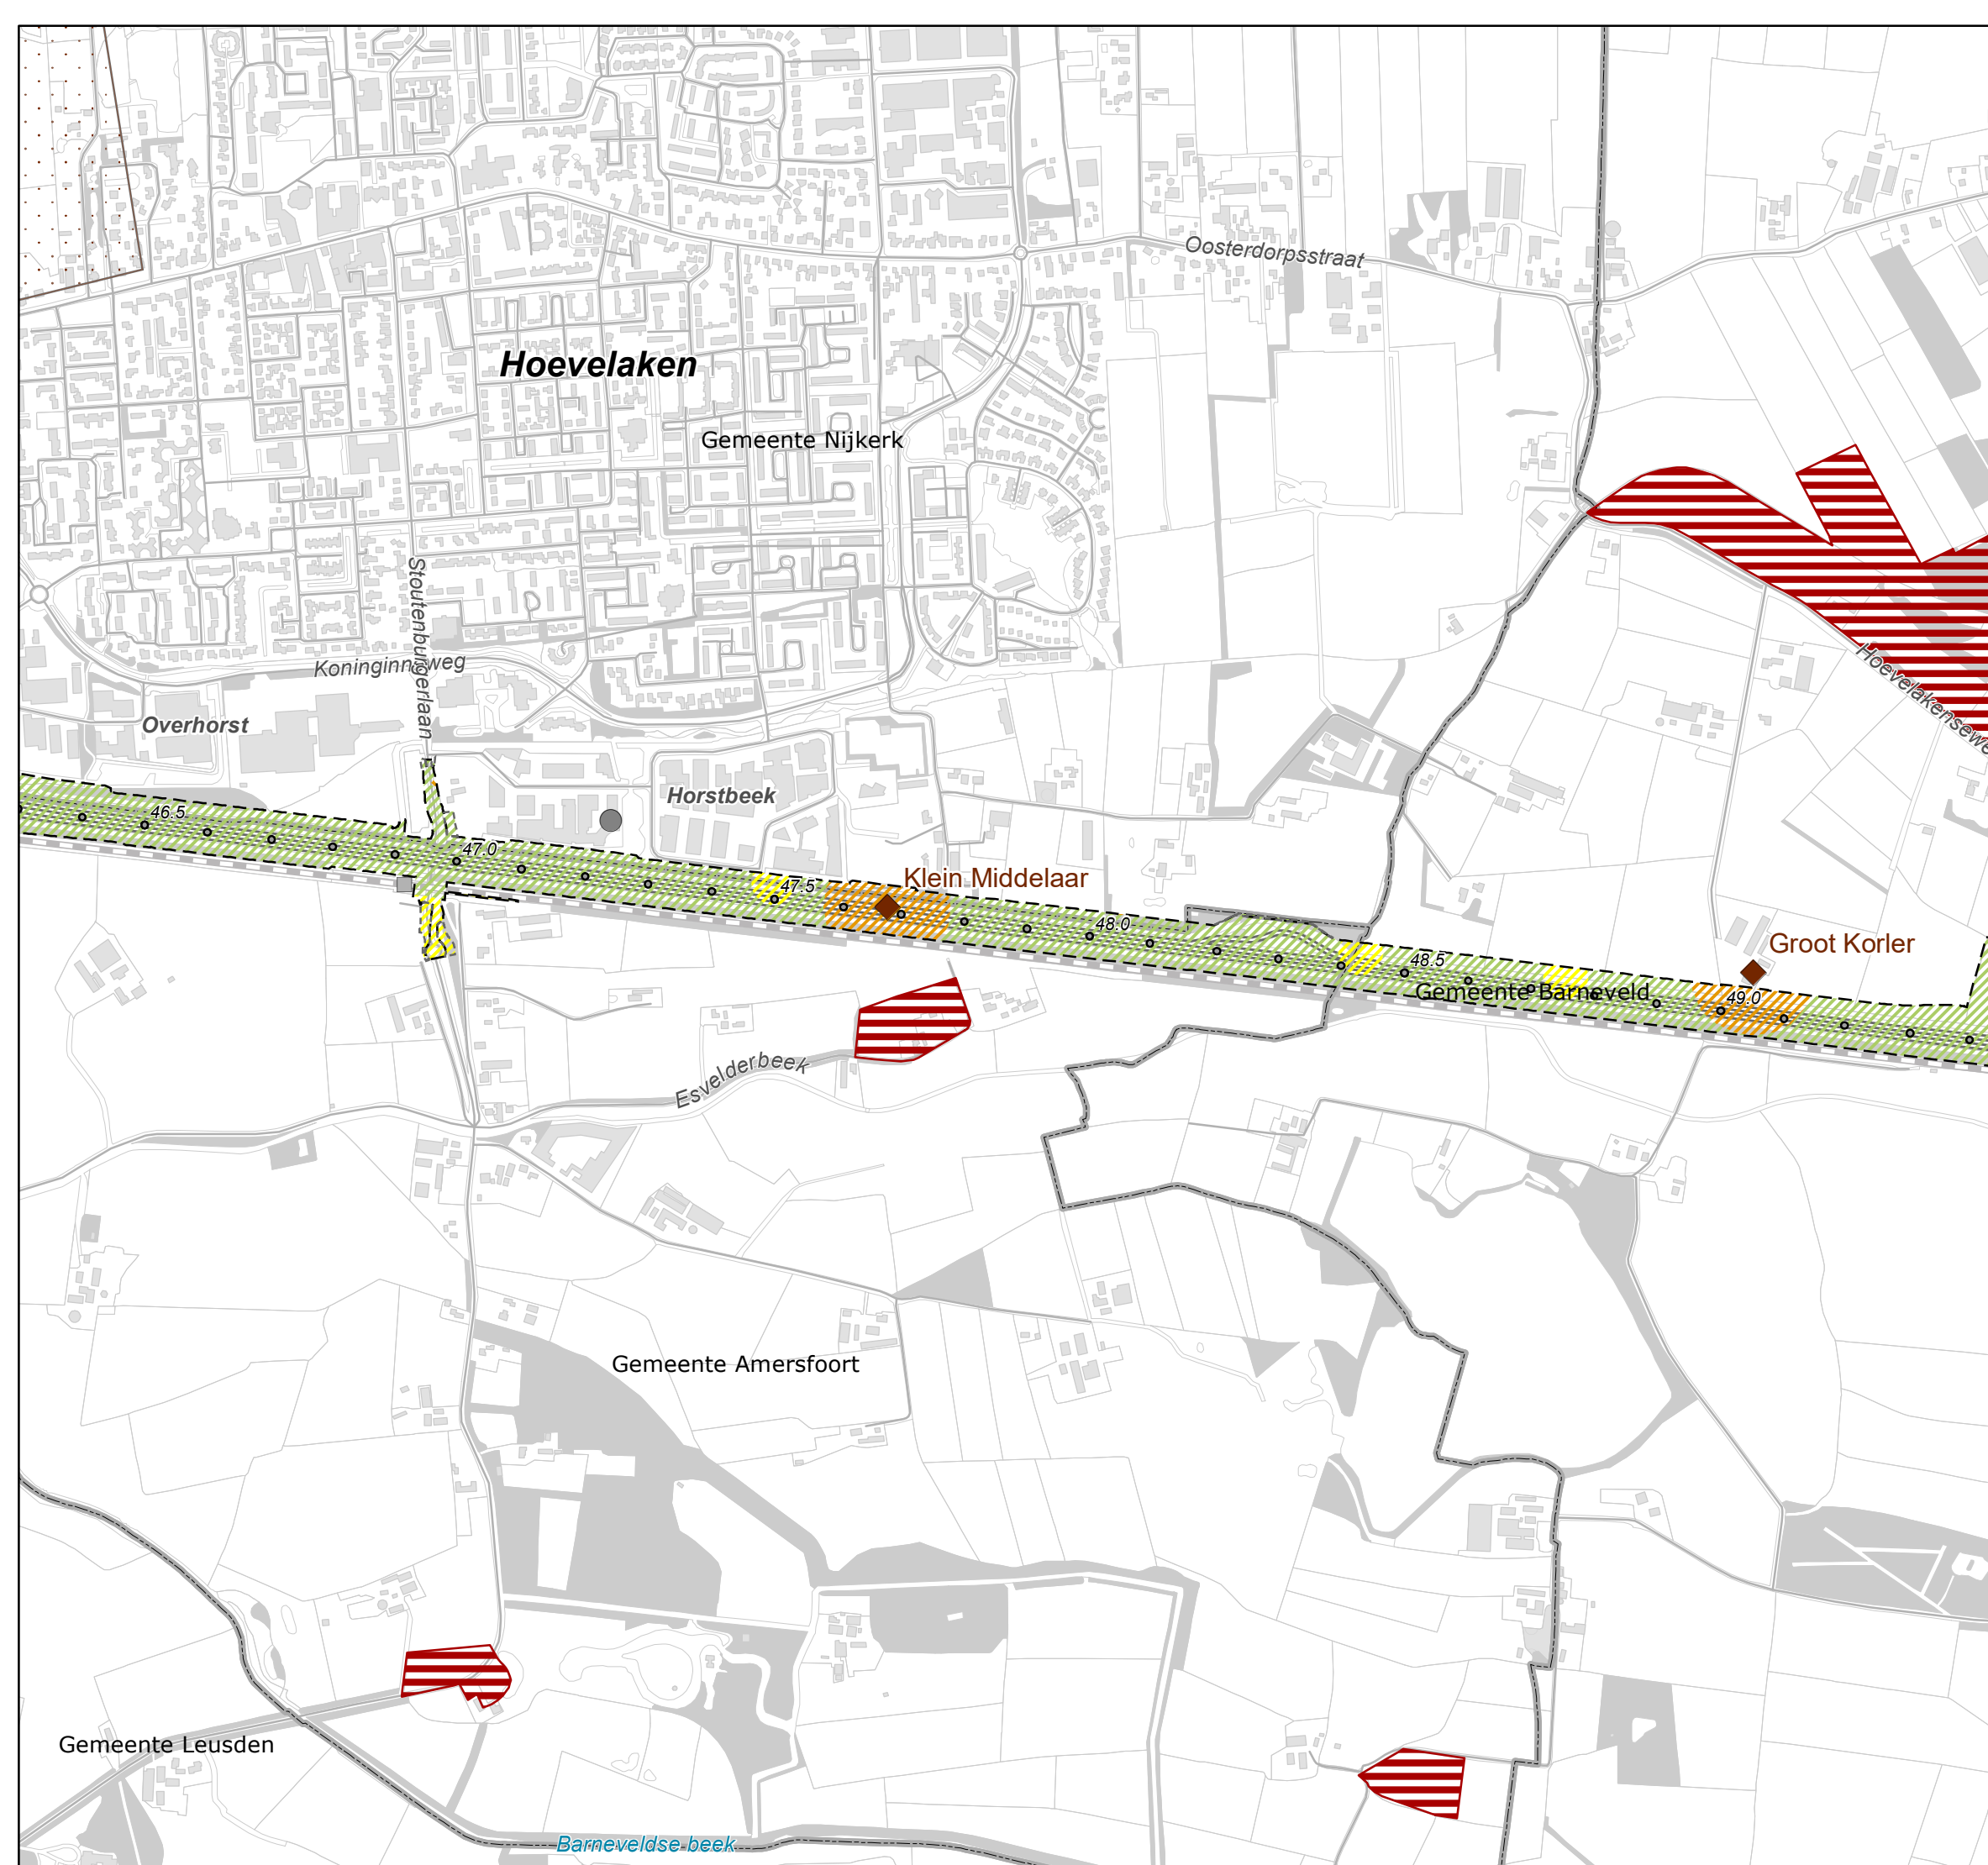 Oosterdorpsstraat
Hoevelaken
Gemeente Nijkerk
Stoutenburgerlaan
Koninginneweg
Hoevelakenseweg
Overhorst
Horstbeek
46.5
47.0
47.5
Klein Middelaar
48.0
48.5
Groot Korler
Gemeente Barneveld
49.0
Esvelderbeek
Gemeente Amersfoort
Gemeente Leusden
Barneveldse beek